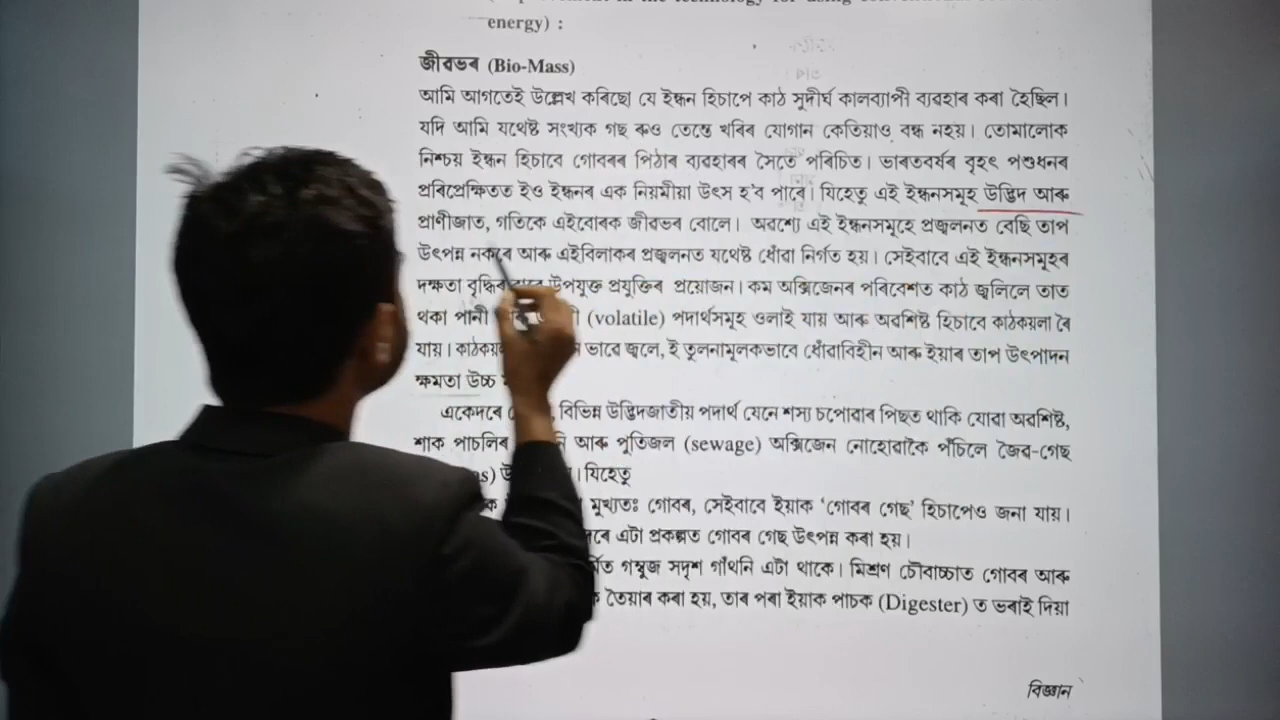 energy) :
জীৱভৰ (Bio-Mass)
আমি আগতেই উল্লেখ কৰিছো যে ইন্ধন হিচাপে কাঠ সুদীৰ্ঘ কালব্যাপী ব্যৱহাৰ কৰা হৈছিল।
যদি আমি যথেষ্ট সংখ্যক গছ ৰুও তেন্তে খৰিৰ যোগান কেতিয়াও বন্ধ নহয়। তোমালোক
নিশ্চয় ইন্ধন হিচাবে গোবৰৰ পিঠাৰ ব্যৱহাৰৰ সৈতে পৰিচিত। ভাৰতবৰ্ষৰ বৃহৎ পশুধনৰ
প্ৰৰিপ্ৰেক্ষিতত ইও ইন্ধনৰ এক নিয়মীয়া উৎস হ'ব পাৰে। যিহেতু এই ইন্ধনসমূহ উদ্ভিদ আৰু
প্ৰাণীজাত, গতিকে এইবোৰক জীৱভৰ বোলে। অৱশ্যে এই ইন্ধনসমূহে প্ৰজ্বলনত বেছি তাপ
উৎপন্ন নকৰে আৰু এইবিলাকৰ প্ৰজ্বলনত যথেষ্ট ধোঁৱা নিৰ্গত হয়। সেইবাবে এই ইন্ধনসমূহৰ
দক্ষতা বৃদ্ধিৰ উপযুক্ত প্ৰযুক্তিৰ প্ৰয়োজন। কম অক্সিজেনৰ পৰিবেশত কাঠ জ্বলিলে তাত
থকা পানী (volatile) পদাৰ্থসমূহ ওলাই যায় আৰু অৱশিষ্ট হিচাবে কাঠকয়লা ৰৈ
যায়। ভাবে জ্বলে, ই তুলনামূলকভাবে ধোঁৱাবিহীন আৰু ইয়াৰ তাপ উৎপাদন
ক্ষমতা উচ্চ
একেদৰে বিভিন্ন উদ্ভিদজাতীয় পদাৰ্থ যেনে শস্য চপোৱাৰ পিছত থাকি যোৱা অৱশিষ্ট,
শাক পাচলিৰ আৰু পুতিজল (sewage) অক্সিজেন নোহোৱাকৈ পঁচিলে জৈৱ-গেছ
যিহেতু
মুখ্যতঃ গোবৰ, সেইবাবে ইয়াক ‘গোবৰ গেছ’ হিচাপেও জনা যায়।
এটা প্ৰকল্পত গোবৰ গেছ উৎপন্ন কৰা হয়।
গম্বুজ সদৃশ গাঁথনি এটা থাকে। মিশ্ৰণ চৌবাচ্চাত গোবৰ আৰু
তৈয়াৰ কৰা হয়, তাৰ পৰা ইয়াক পাচক (Digester) ত ভৰাই দিয়া
বিজ্ঞান